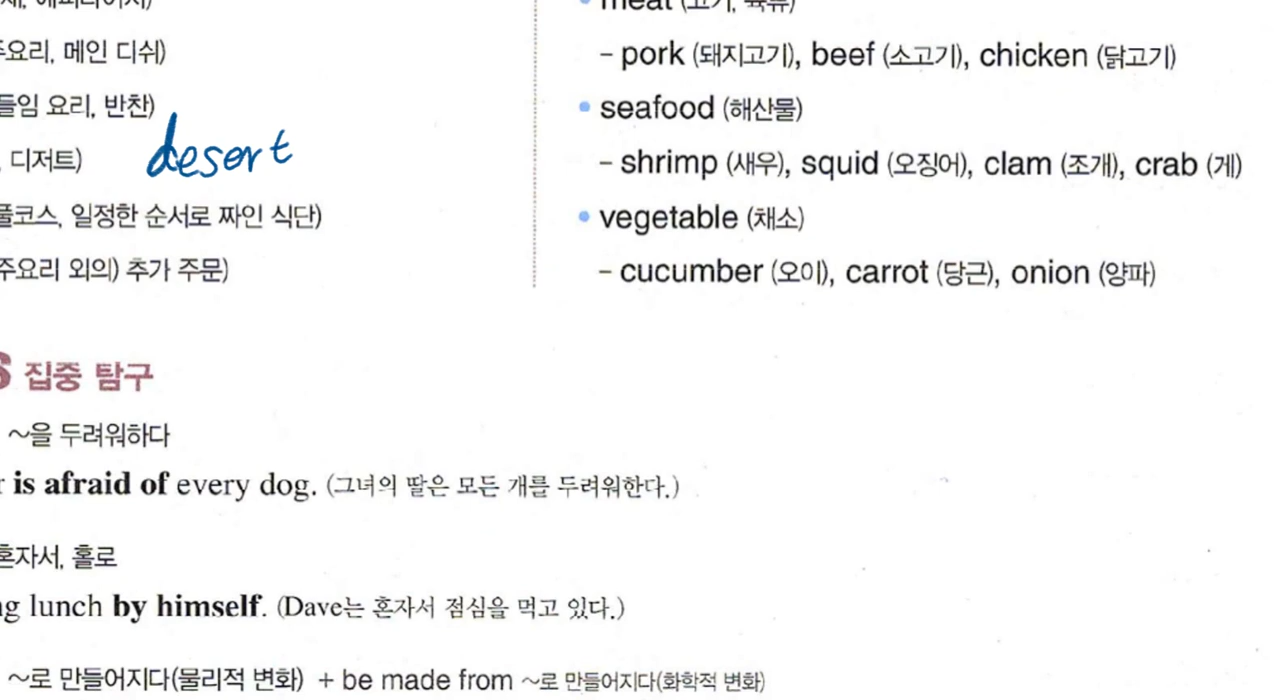 요리, 메인 디쉬)
들임 요리, 반찬)
디저트) desert
풀코스, 일정한 순서로 짜인 식단)
주요리 외의) 추가 주문)
• meat (고기, 육류)
– pork (돼지고기), beef (소고기), chicken (닭고기)
• seafood (해산물)
– shrimp (새우), squid (오징어), clam (조개), crab (게)
• vegetable (채소)
– cucumber (오이), carrot (당근), onion (양파)
집중 탐구
~을 두려워하다
is afraid of every dog. (그녀의 딸은 모든 개를 두려워한다.)
혼자서, 홀로
lunch by himself. (Dave는 혼자서 점심을 먹고 있다.)
~로 만들어지다(물리적 변화) + be made from ~로 만들어지다(화학적 변화)